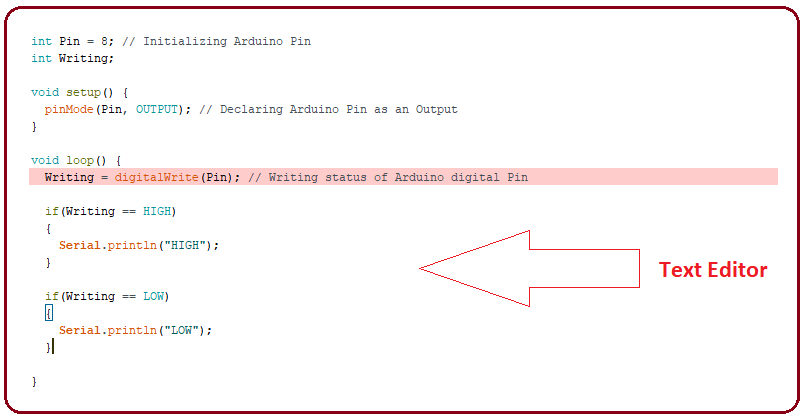 int Pin = 8; // Initializing Arduino Pin
int Writing;
void setup() {
pinMode(Pin, OUTPUT); // Declaring Arduino Pin as an Output
}
void loop() {
Writing = digitalWrite(Pin); // Writing status of Arduino digital Pin
if(Writing == HIGH)
{
Serial.println("HIGH");
}
if(Writing == LOW)
{
Serial.println("LOW");
}
}
Text Editor